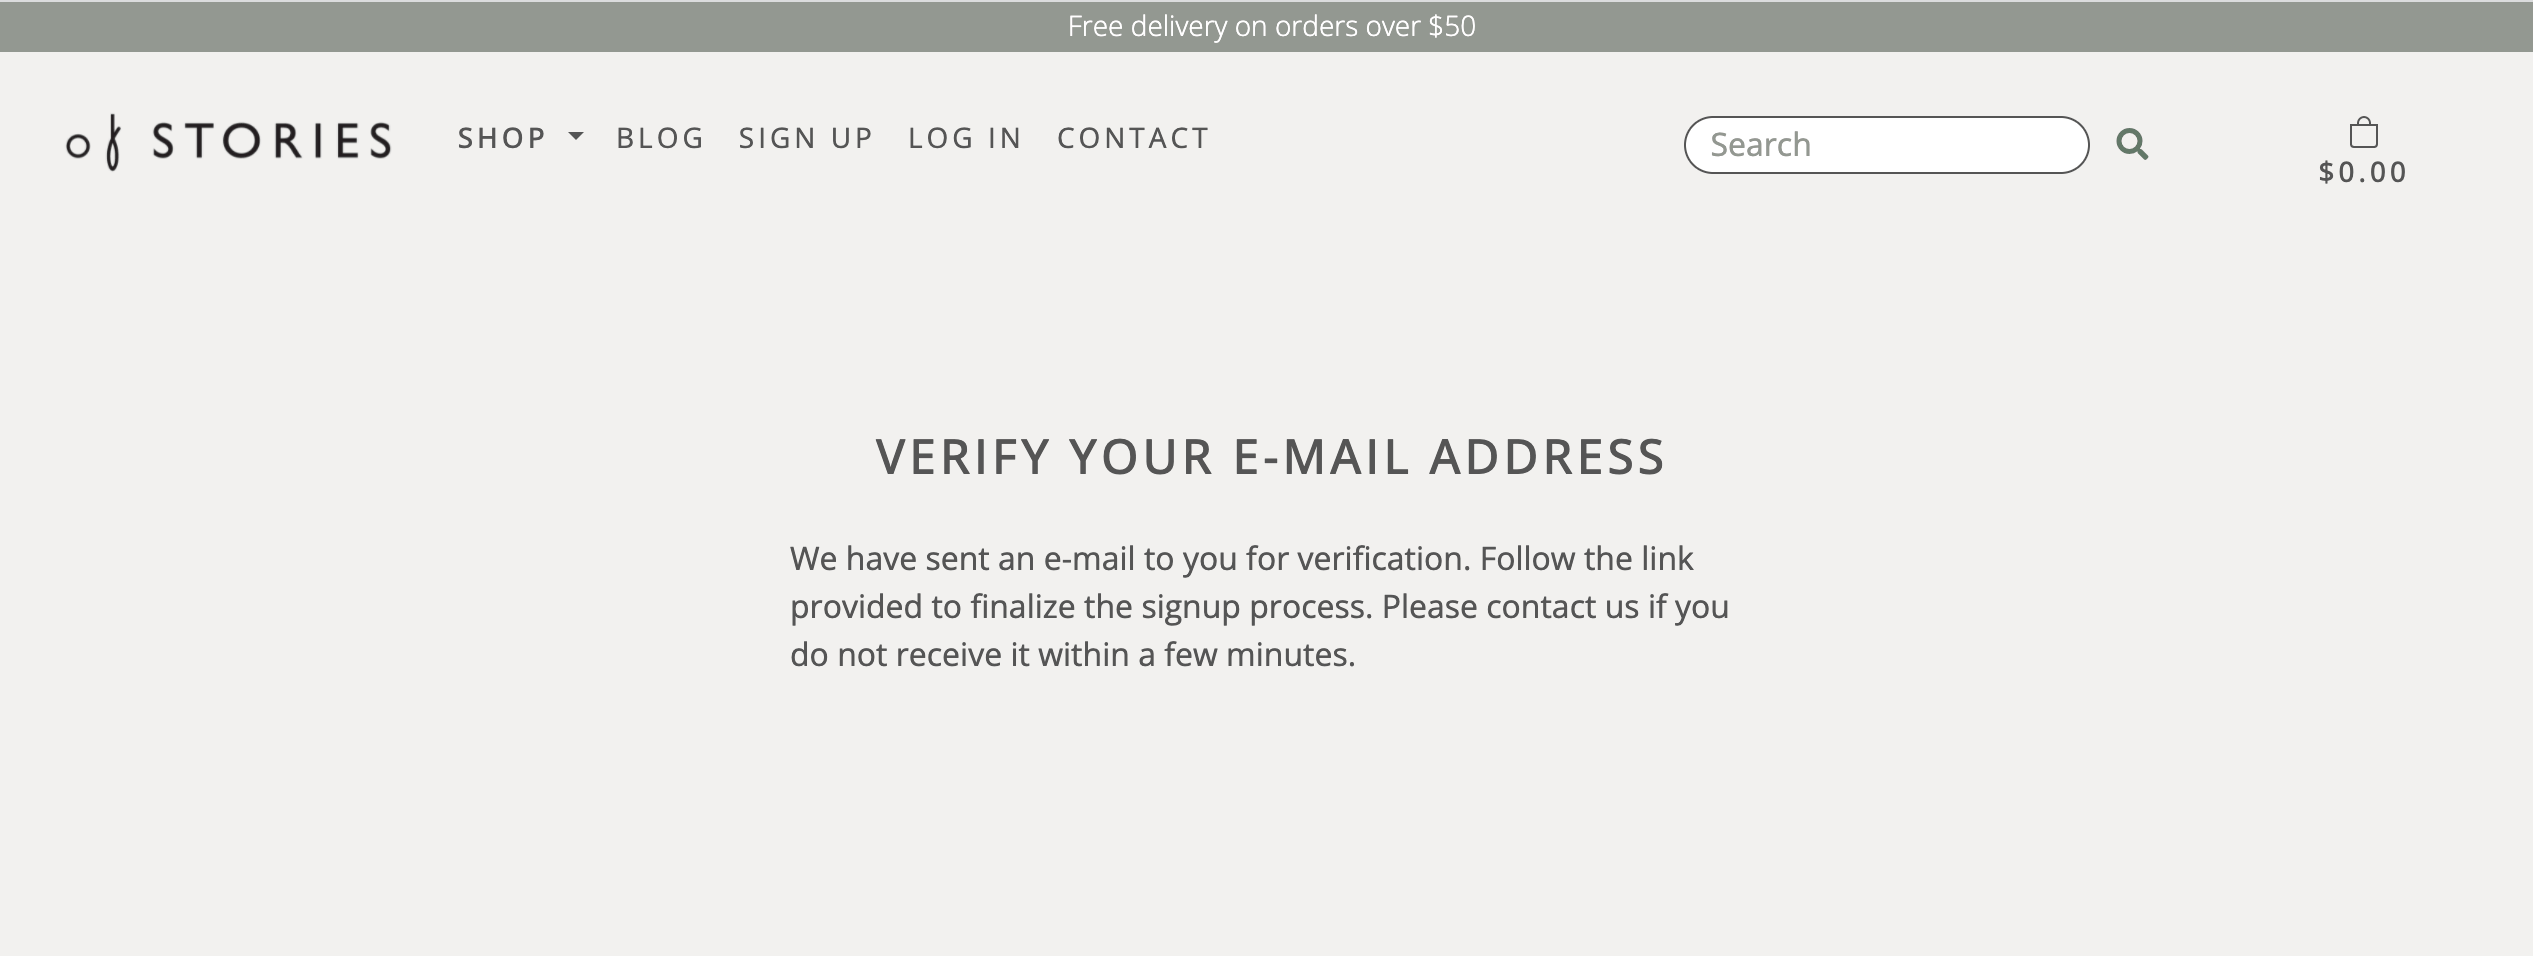 Free delivery on orders over $50
of STORIES
SHOP BLOG SIGN UP LOG IN CONTACT
Search
$0.00
VERIFY YOUR E-MAIL ADDRESS
We have sent an e-mail to you for verification. Follow the link
provided to finalize the signup process. Please contact us if you
do not receive it within a few minutes.